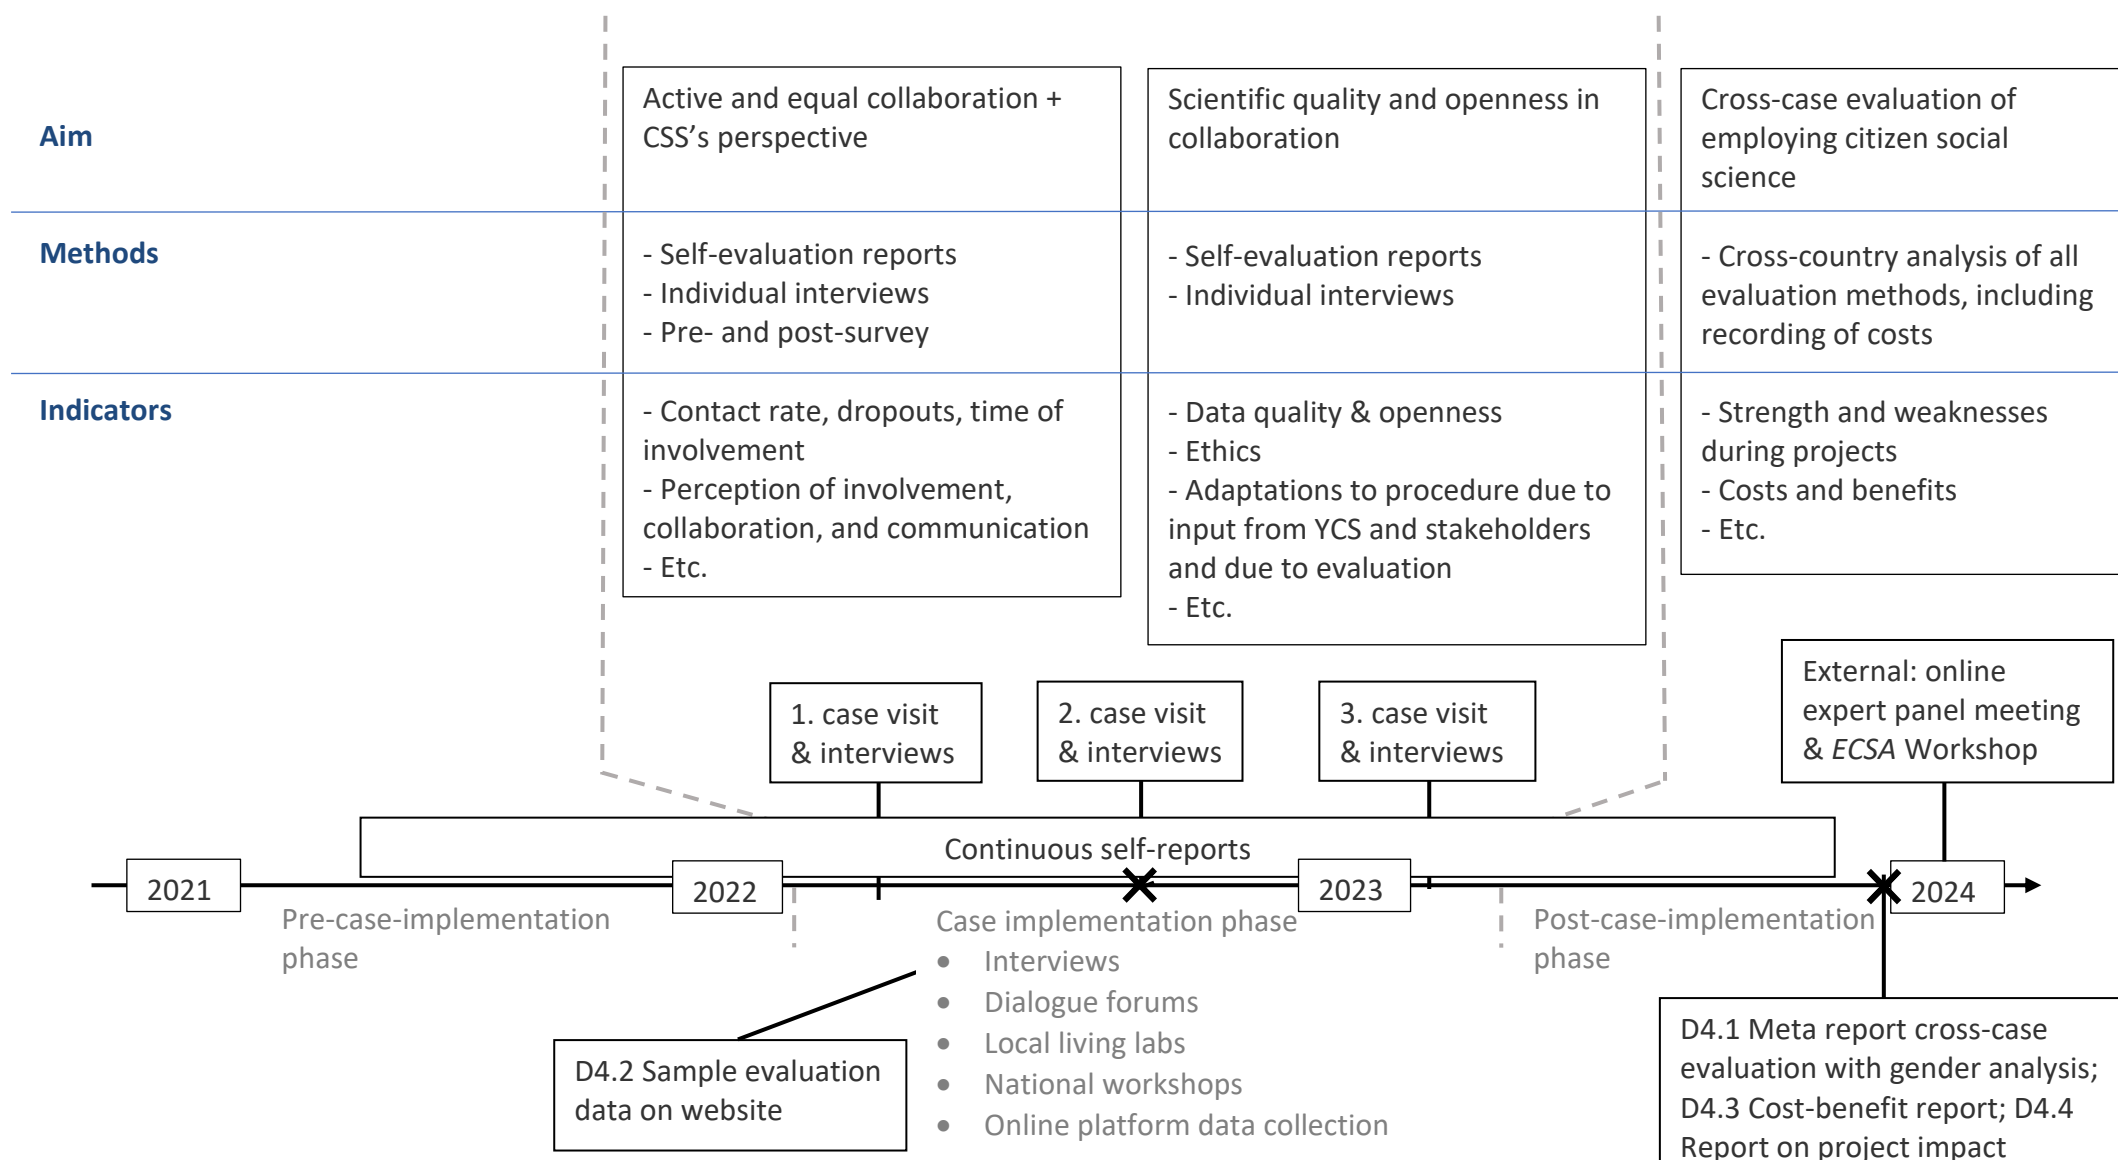 Aim
Active and equal collaboration +
CSS’s perspective
Scientific quality and openness in
collaboration
Cross-case evaluation of
employing citizen social
science
Methods
- Self-evaluation reports
- Individual interviews
- Pre- and post-survey
- Self-evaluation reports
- Individual interviews
- Cross-country analysis of all
evaluation methods, including
recording of costs
Indicators
- Contact rate, dropouts, time of
involvement
- Perception of involvement,
collaboration, and communication
- Etc.
- Data quality & openness
- Ethics
- Adaptations to procedure due to
input from YCS and stakeholders
and due to evaluation
- Etc.
- Strength and weaknesses
during projects
- Costs and benefits
- Etc.
1. case visit
& interviews
2. case visit
& interviews
3. case visit
& interviews
External: online
expert panel meeting
& ECSA Workshop
Continuous self-reports
2021
2022
2023
2024
Pre-case-implementation
phase
Case implementation phase
• Interviews
• Dialogue forums
• Local living labs
• National workshops
• Online platform data collection
Post-case-implementation
phase
D4.2 Sample evaluation
data on website
D4.1 Meta report cross-case
evaluation with gender analysis;
D4.3 Cost-benefit report; D4.4
Report on project impact